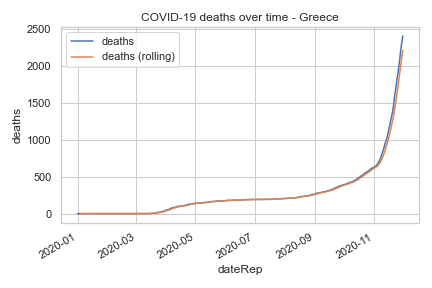 COVID-19 deaths over time - Greece
deaths
deaths (rolling)
2500
2000
1500
1000
500
0
deaths
2020-01
2020-03
2020-05
2020-07
2020-09
2020-11
dateRep